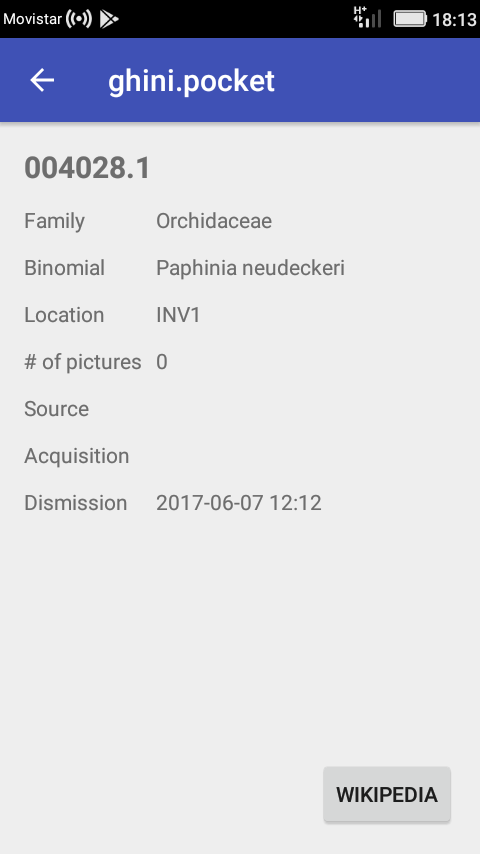 Movistar H+ 18:13
ghini.pocket
004028.1
Family Orchidaceae
Binomial Paphinia neudeckeri
Location INV1
# of pictures 0
Source
Acquisition
Dismission 2017-06-07 12:12
WIKIPEDIA